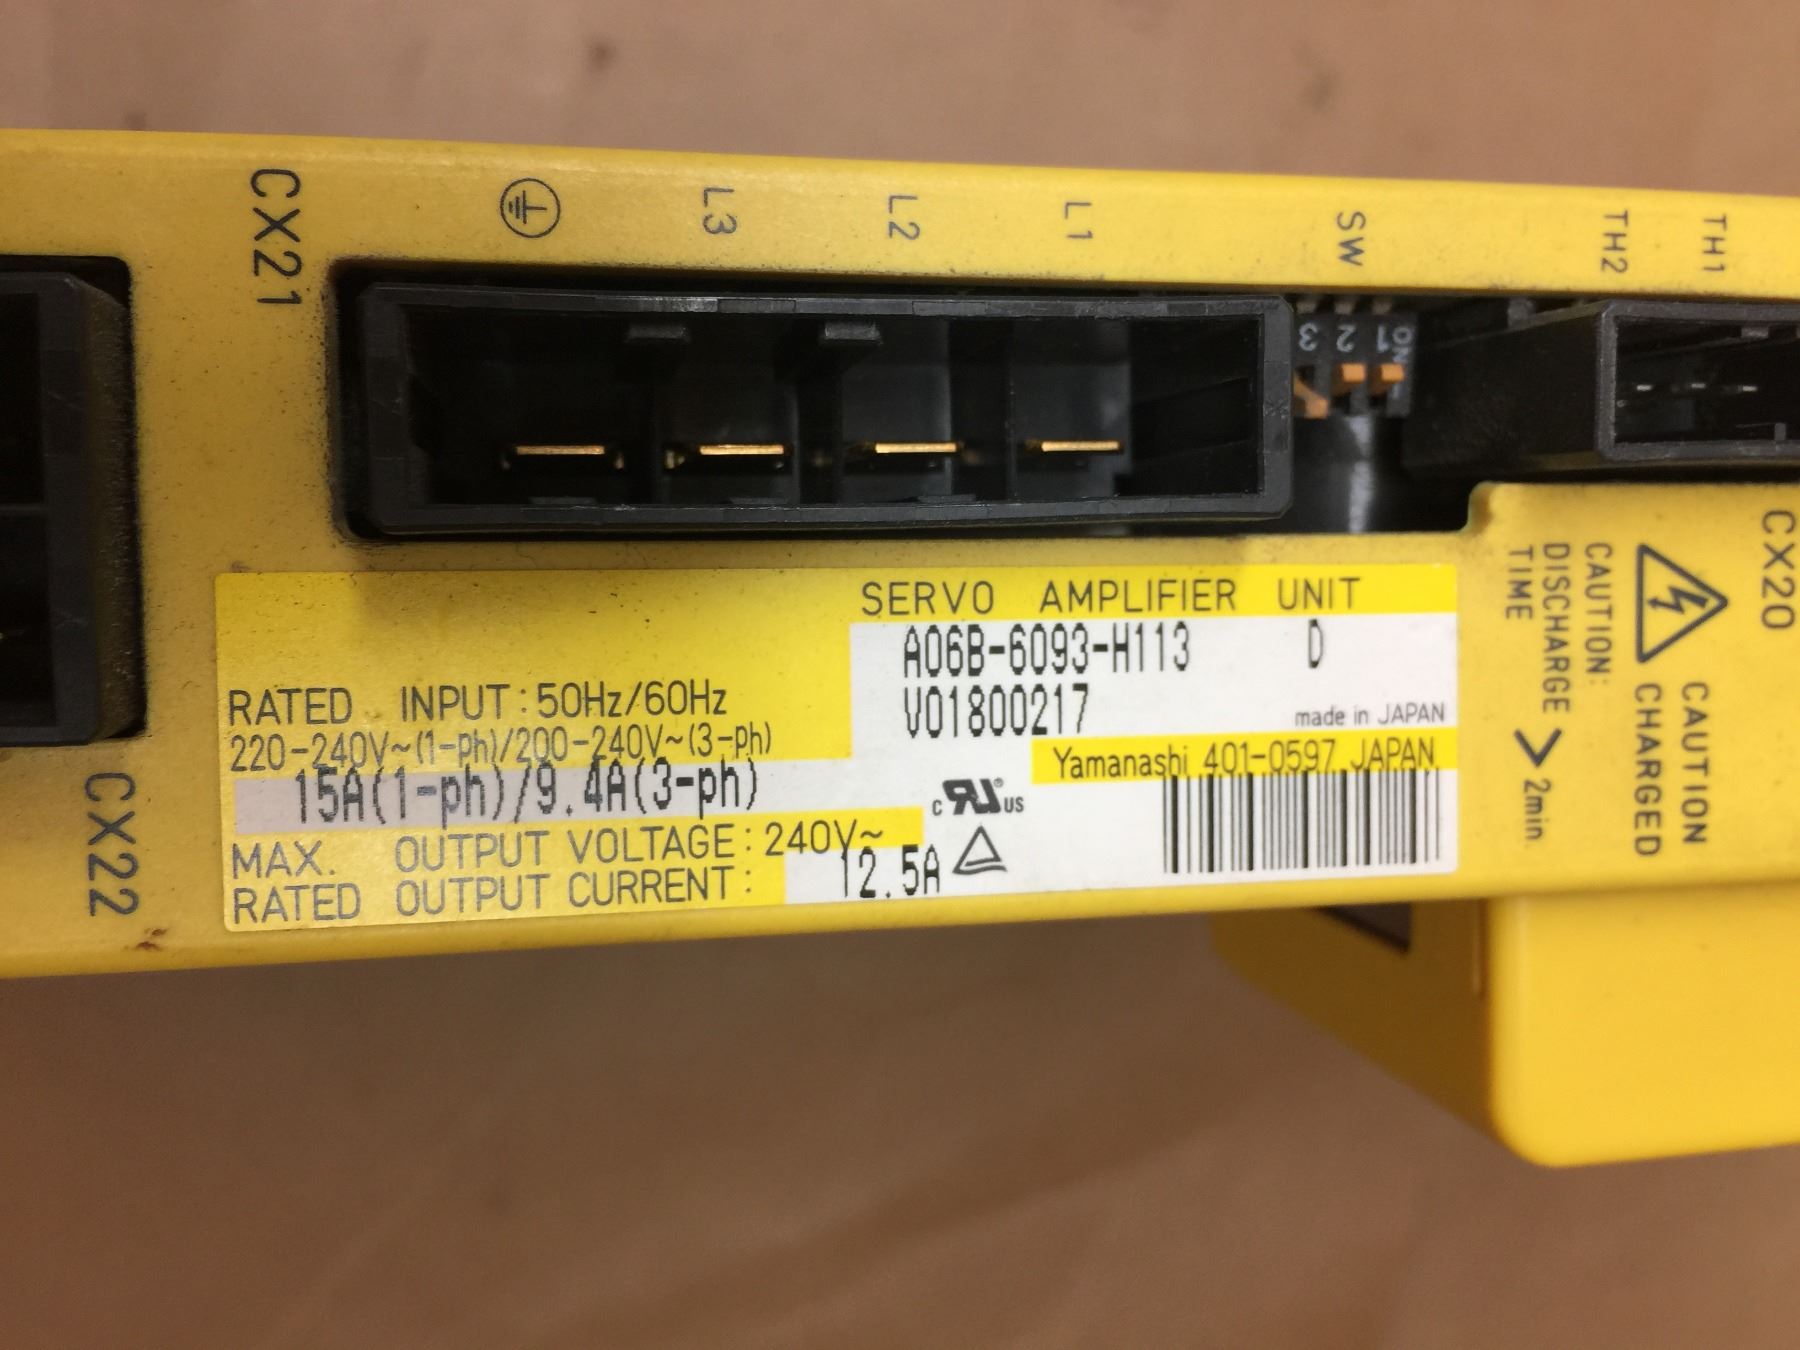 CX21
L3
L2
L1
SW
TH2
TH1
3 2 1
ON
SERVO AMPLIFIER UNIT
A06B-6093-H113 D
V01800217
made in JAPAN
Yamanashi 401-0597 JAPAN
RATED INPUT:50Hz/60Hz
220-240V~(1-ph)/200-240V~(3-ph)
15A(1-ph)/9.4A(3-ph)
MAX. OUTPUT VOLTAGE:240V~
RATED OUTPUT CURRENT: 12.5A
c RU US
CX22
CX20
CAUTION
CHARGED
CAUTION:
DISCHARGE > 2min.
TIME